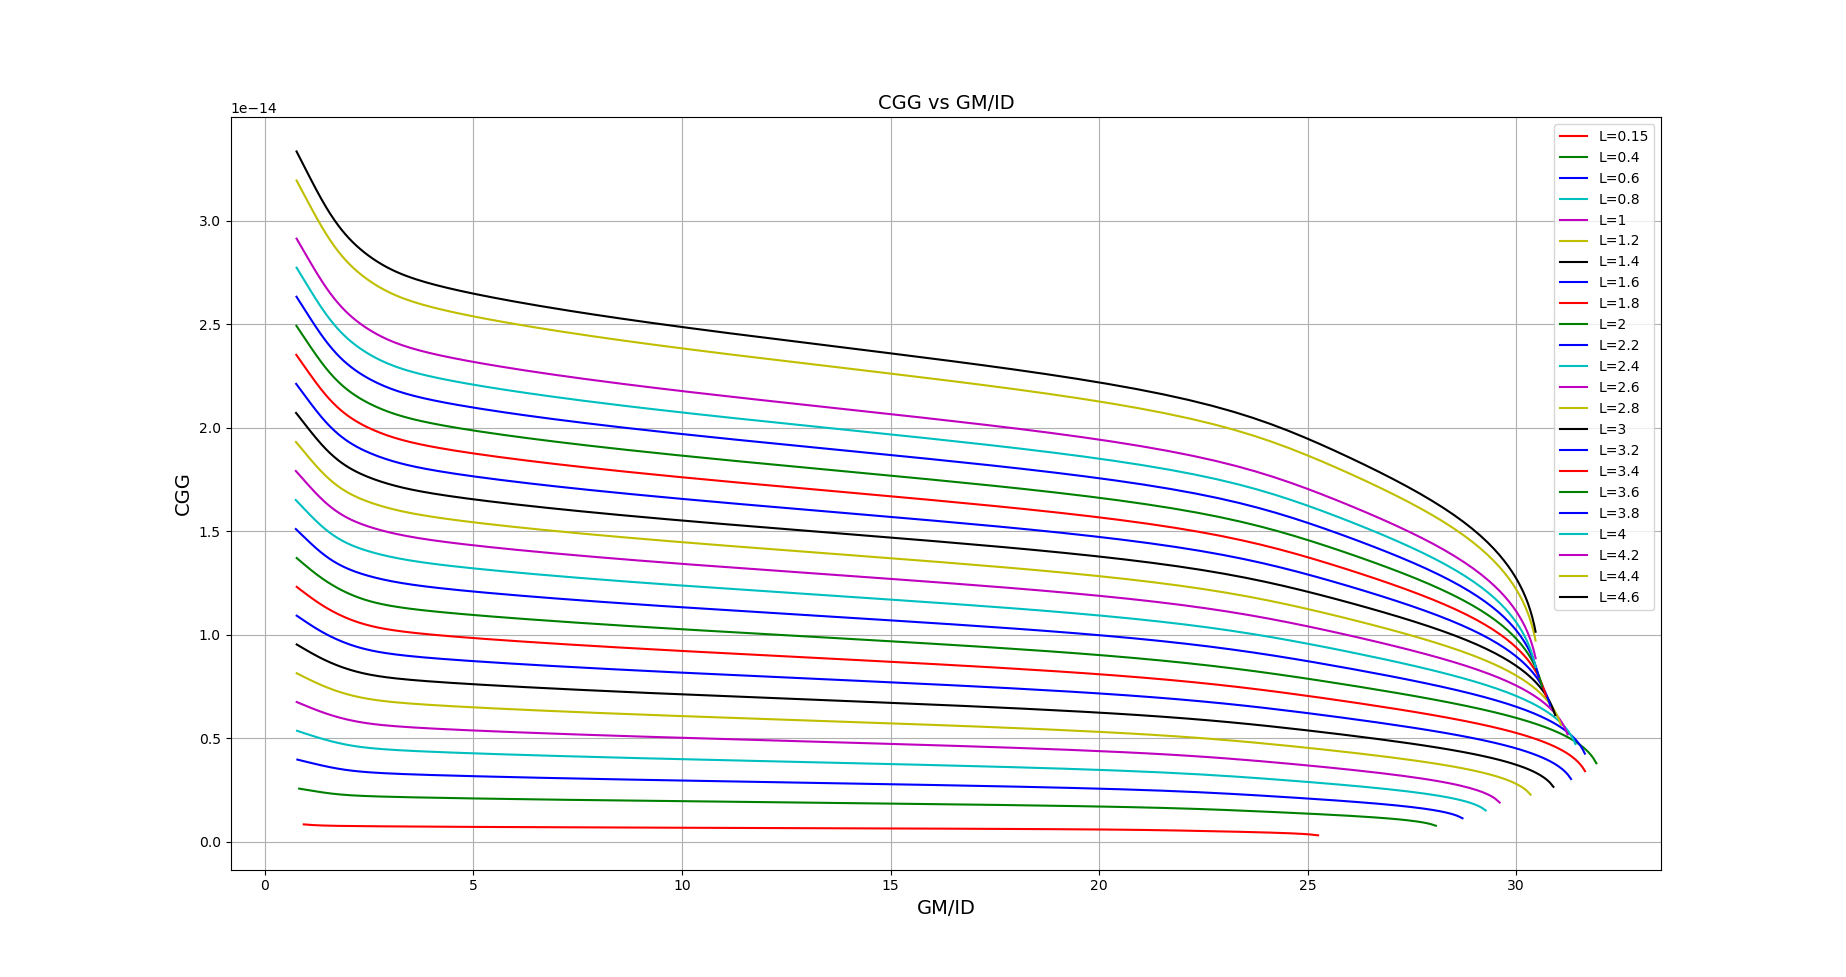 CGG vs GM/ID
1e−14
L=0.15
L=0.4
L=0.6
L=0.8
L=1
L=1.2
L=1.4
L=1.6
L=1.8
L=2
L=2.2
L=2.4
L=2.6
L=2.8
L=3
L=3.2
L=3.4
L=3.6
L=3.8
L=4
L=4.2
L=4.4
L=4.6
3.0
2.5
2.0
1.5
1.0
0.5
0.0
CGG
0 5 10 15 20 25 30
GM/ID